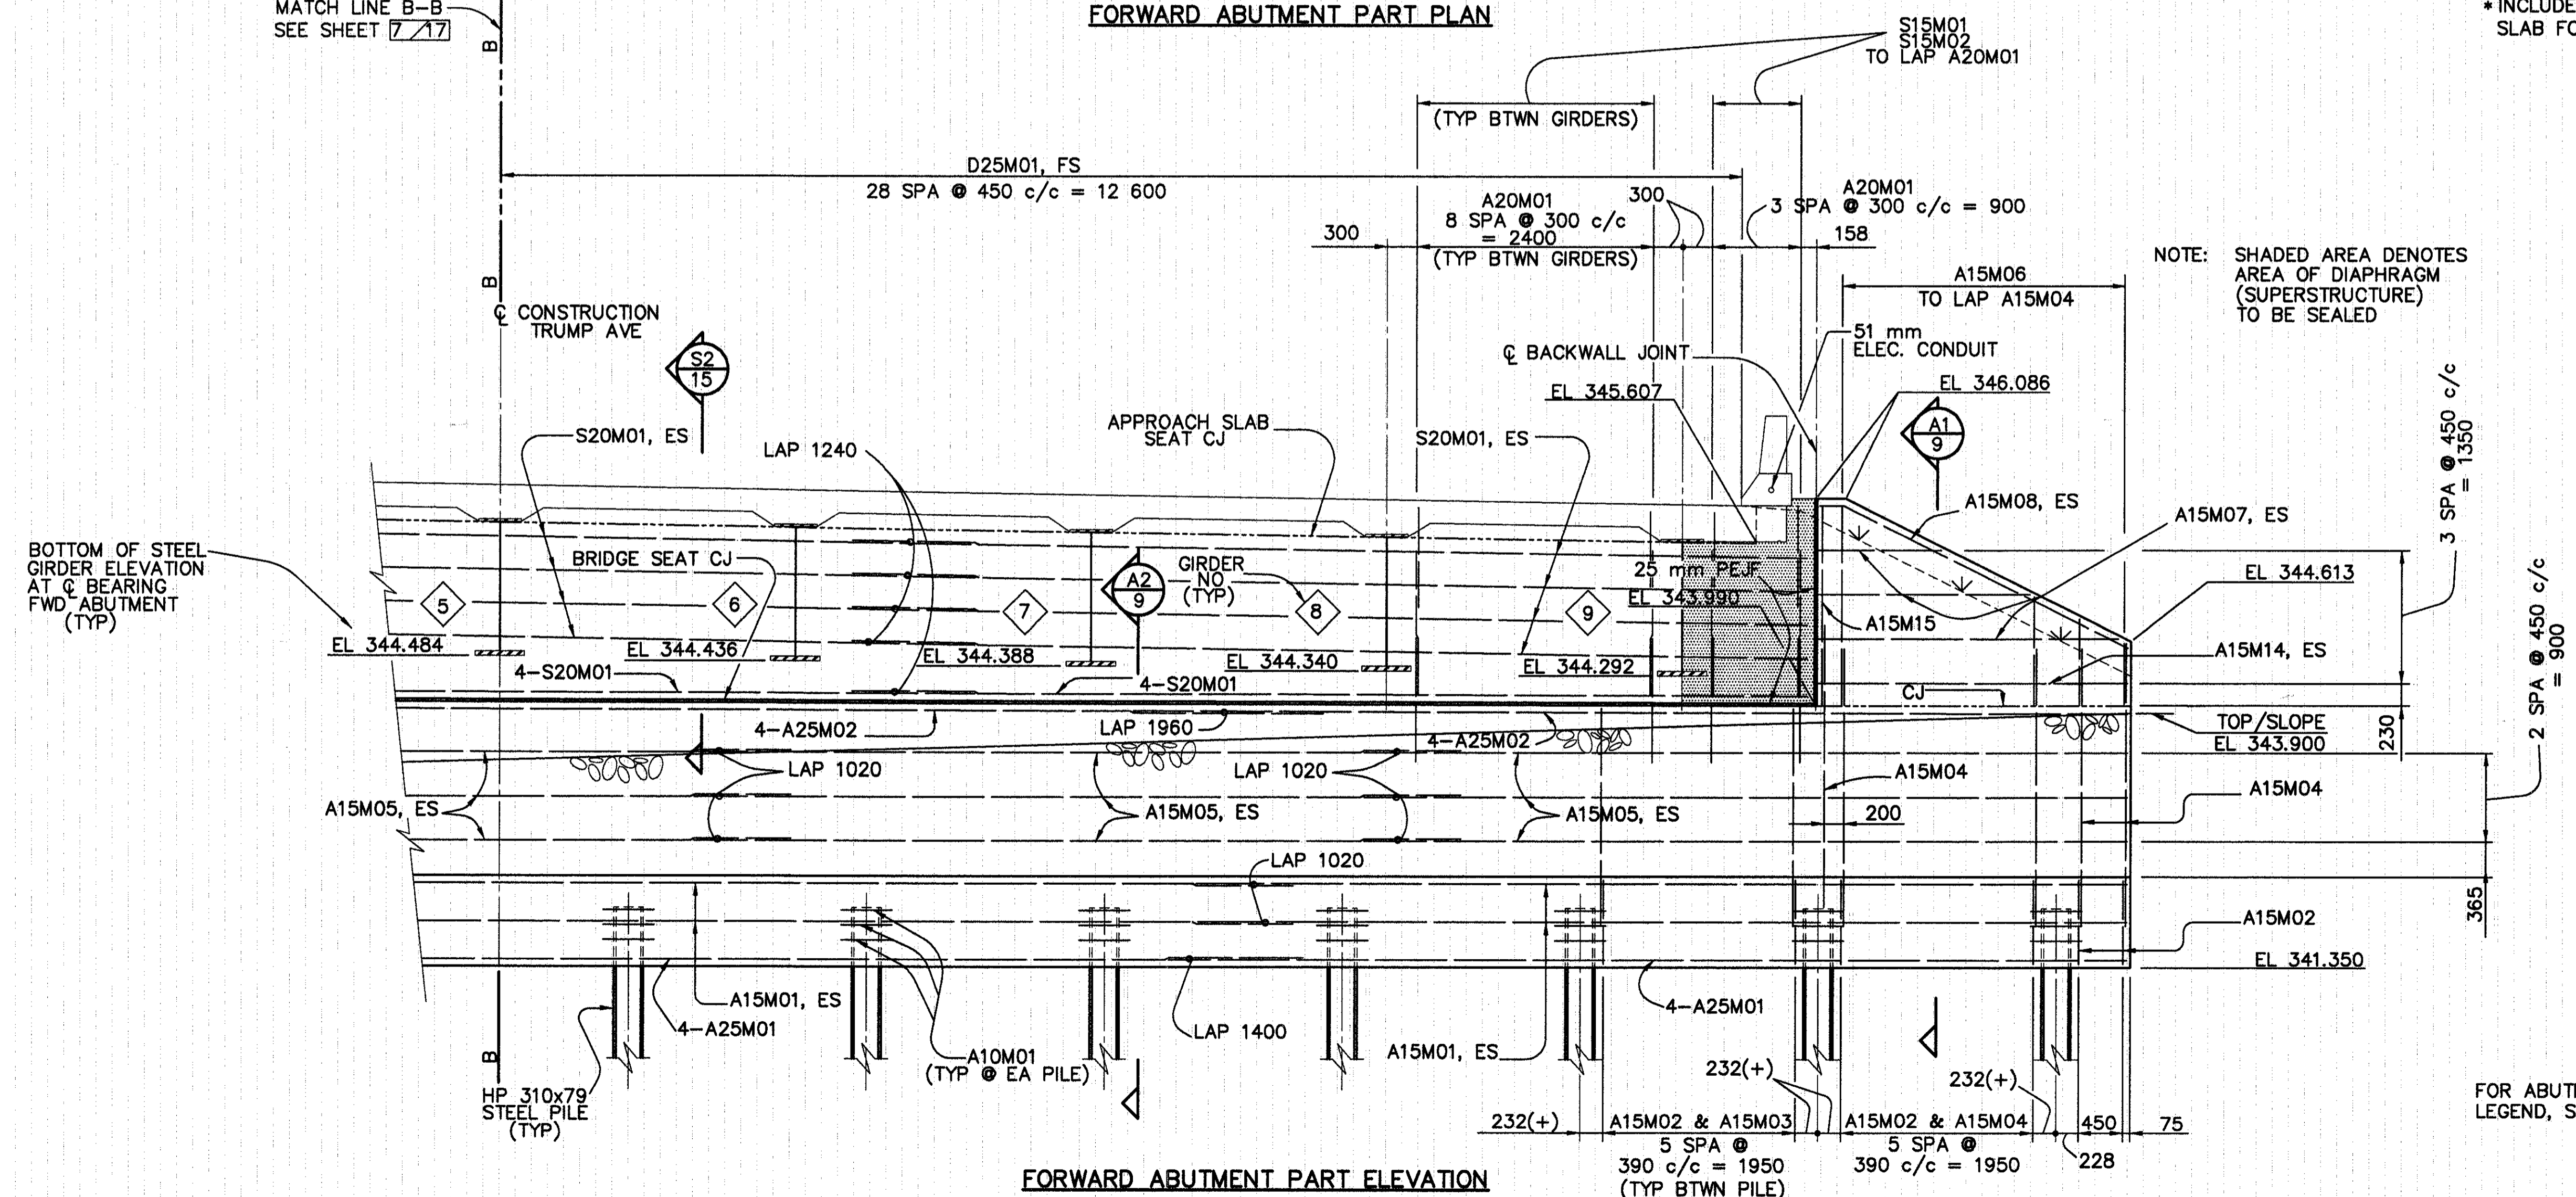 MATCH LINE B-B
SEE SHEET 7/17
B
FORWARD ABUTMENT PART PLAN
* INCLUDE
SLAB FO
S15M01
S15M02
TO LAP A20M01
(TYP BTWN GIRDERS)
D25M01, FS
28 SPA @ 450 c/c = 12 600
A20M01
8 SPA @ 300 c/c
= 2400
(TYP BTWN GIRDERS)
300
300
A20M01
3 SPA @ 300 c/c = 900
158
NOTE: SHADED AREA DENOTES
AREA OF DIAPHRAGM
(SUPERSTRUCTURE)
TO BE SEALED
A15M06
TO LAP A15M04
B
℄ CONSTRUCTION
TRUMP AVE
S2
15
51 mm
ELEC. CONDUIT
℄ BACKWALL JOINT
EL 345.607
EL 346.086
A1
9
3 SPA @ 450 c/c
= 1350
S20M01, ES
LAP 1240
APPROACH SLAB
SEAT CJ
S20M01, ES
A15M08, ES
A15M07, ES
BOTTOM OF STEEL
GIRDER ELEVATION
AT ℄ BEARING
FWD ABUTMENT
(TYP)
BRIDGE SEAT CJ
A2
9
GIRDER
NO
(TYP)
25 mm PEJF
EL 343.990
EL 344.613
5
6
7
8
9
A15M15
A15M14, ES
2 SPA @ 450 c/c
= 900
EL 344.484
EL 344.436
EL 344.388
EL 344.340
EL 344.292
4-S20M01
4-S20M01
CJ
4-A25M02
LAP 1960
4-A25M02
TOP/SLOPE
EL 343.900
230
LAP 1020
LAP 1020
A15M04
A15M04
A15M05, ES
A15M05, ES
A15M05, ES
200
LAP 1020
365
A15M02
EL 341.350
A15M01, ES
4-A25M01
LAP 1400
4-A25M01
B
A10M01
(TYP @ EA PILE)
A15M01, ES
232(+)
232(+)
HP 310x79
STEEL PILE
(TYP)
FOR ABUT
LEGEND, S
232(+)
A15M02 & A15M03
5 SPA @
390 c/c = 1950
(TYP BTWN PILE)
A15M02 & A15M04
5 SPA @
390 c/c = 1950
450
75
228
FORWARD ABUTMENT PART ELEVATION